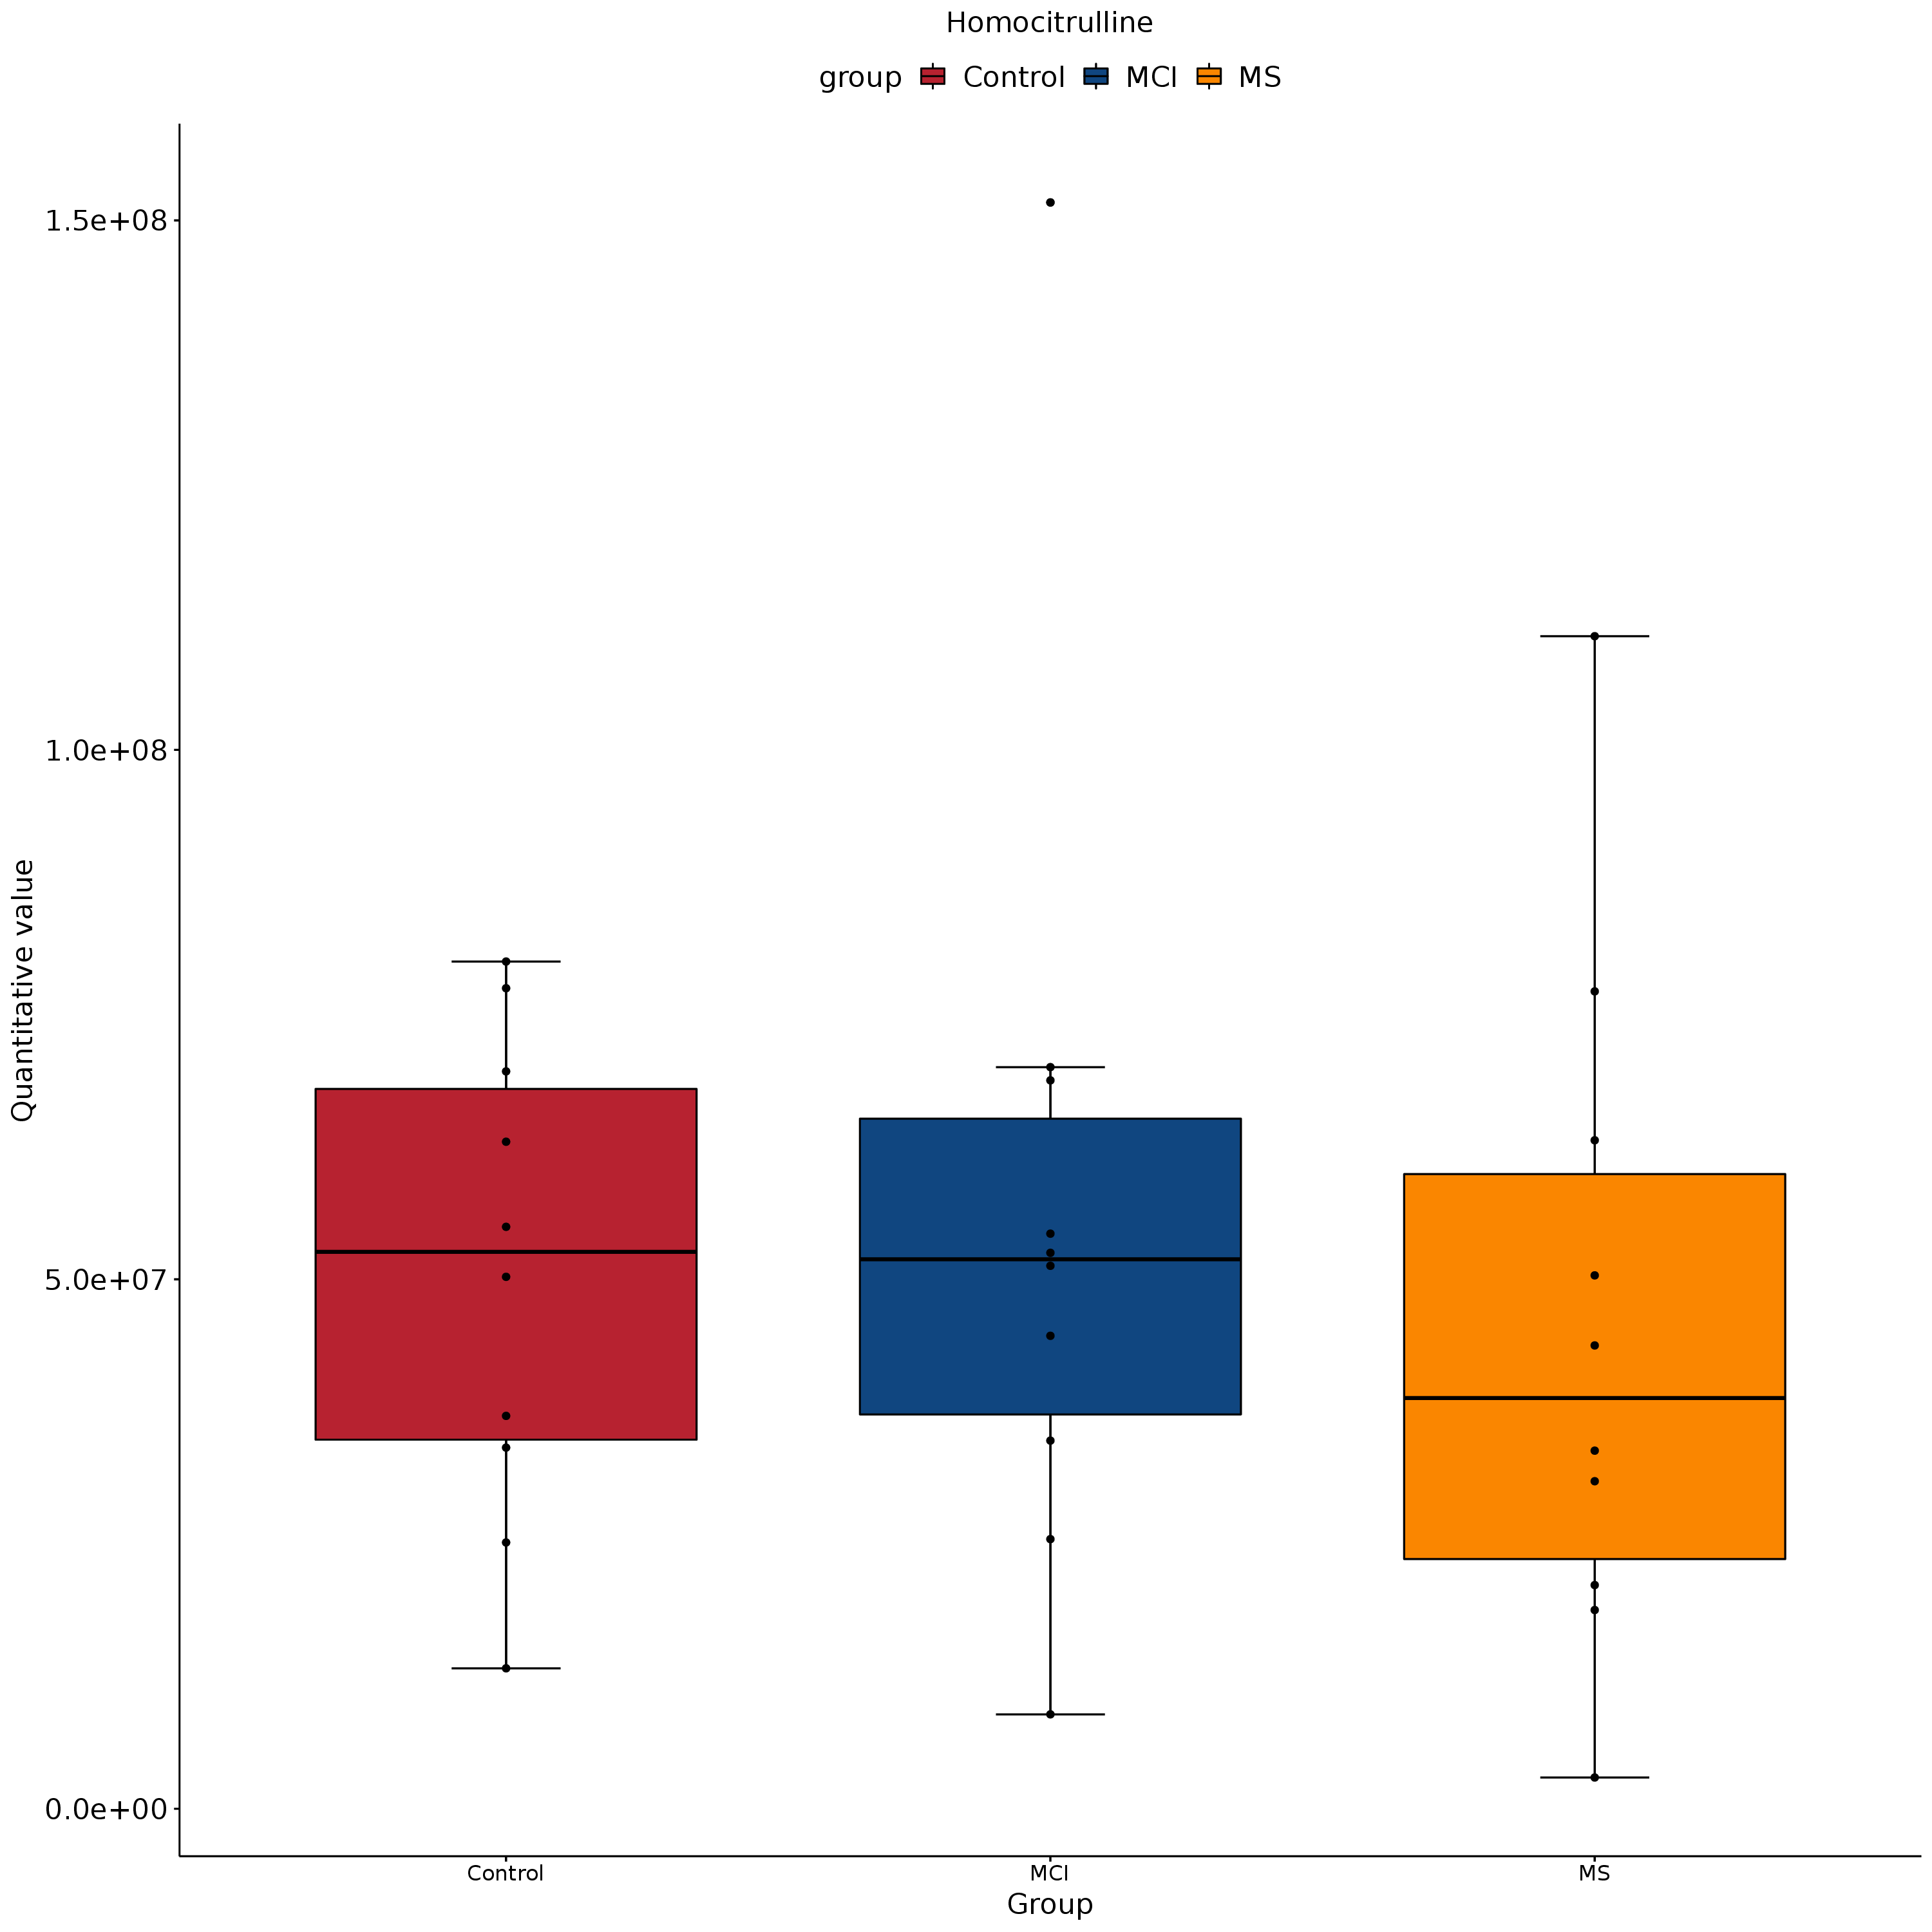 Homocitrulline
group Control MCI MS
1.5e+08
1.0e+08
5.0e+07
0.0e+00
Quantitative value
Control MCI MS
Group